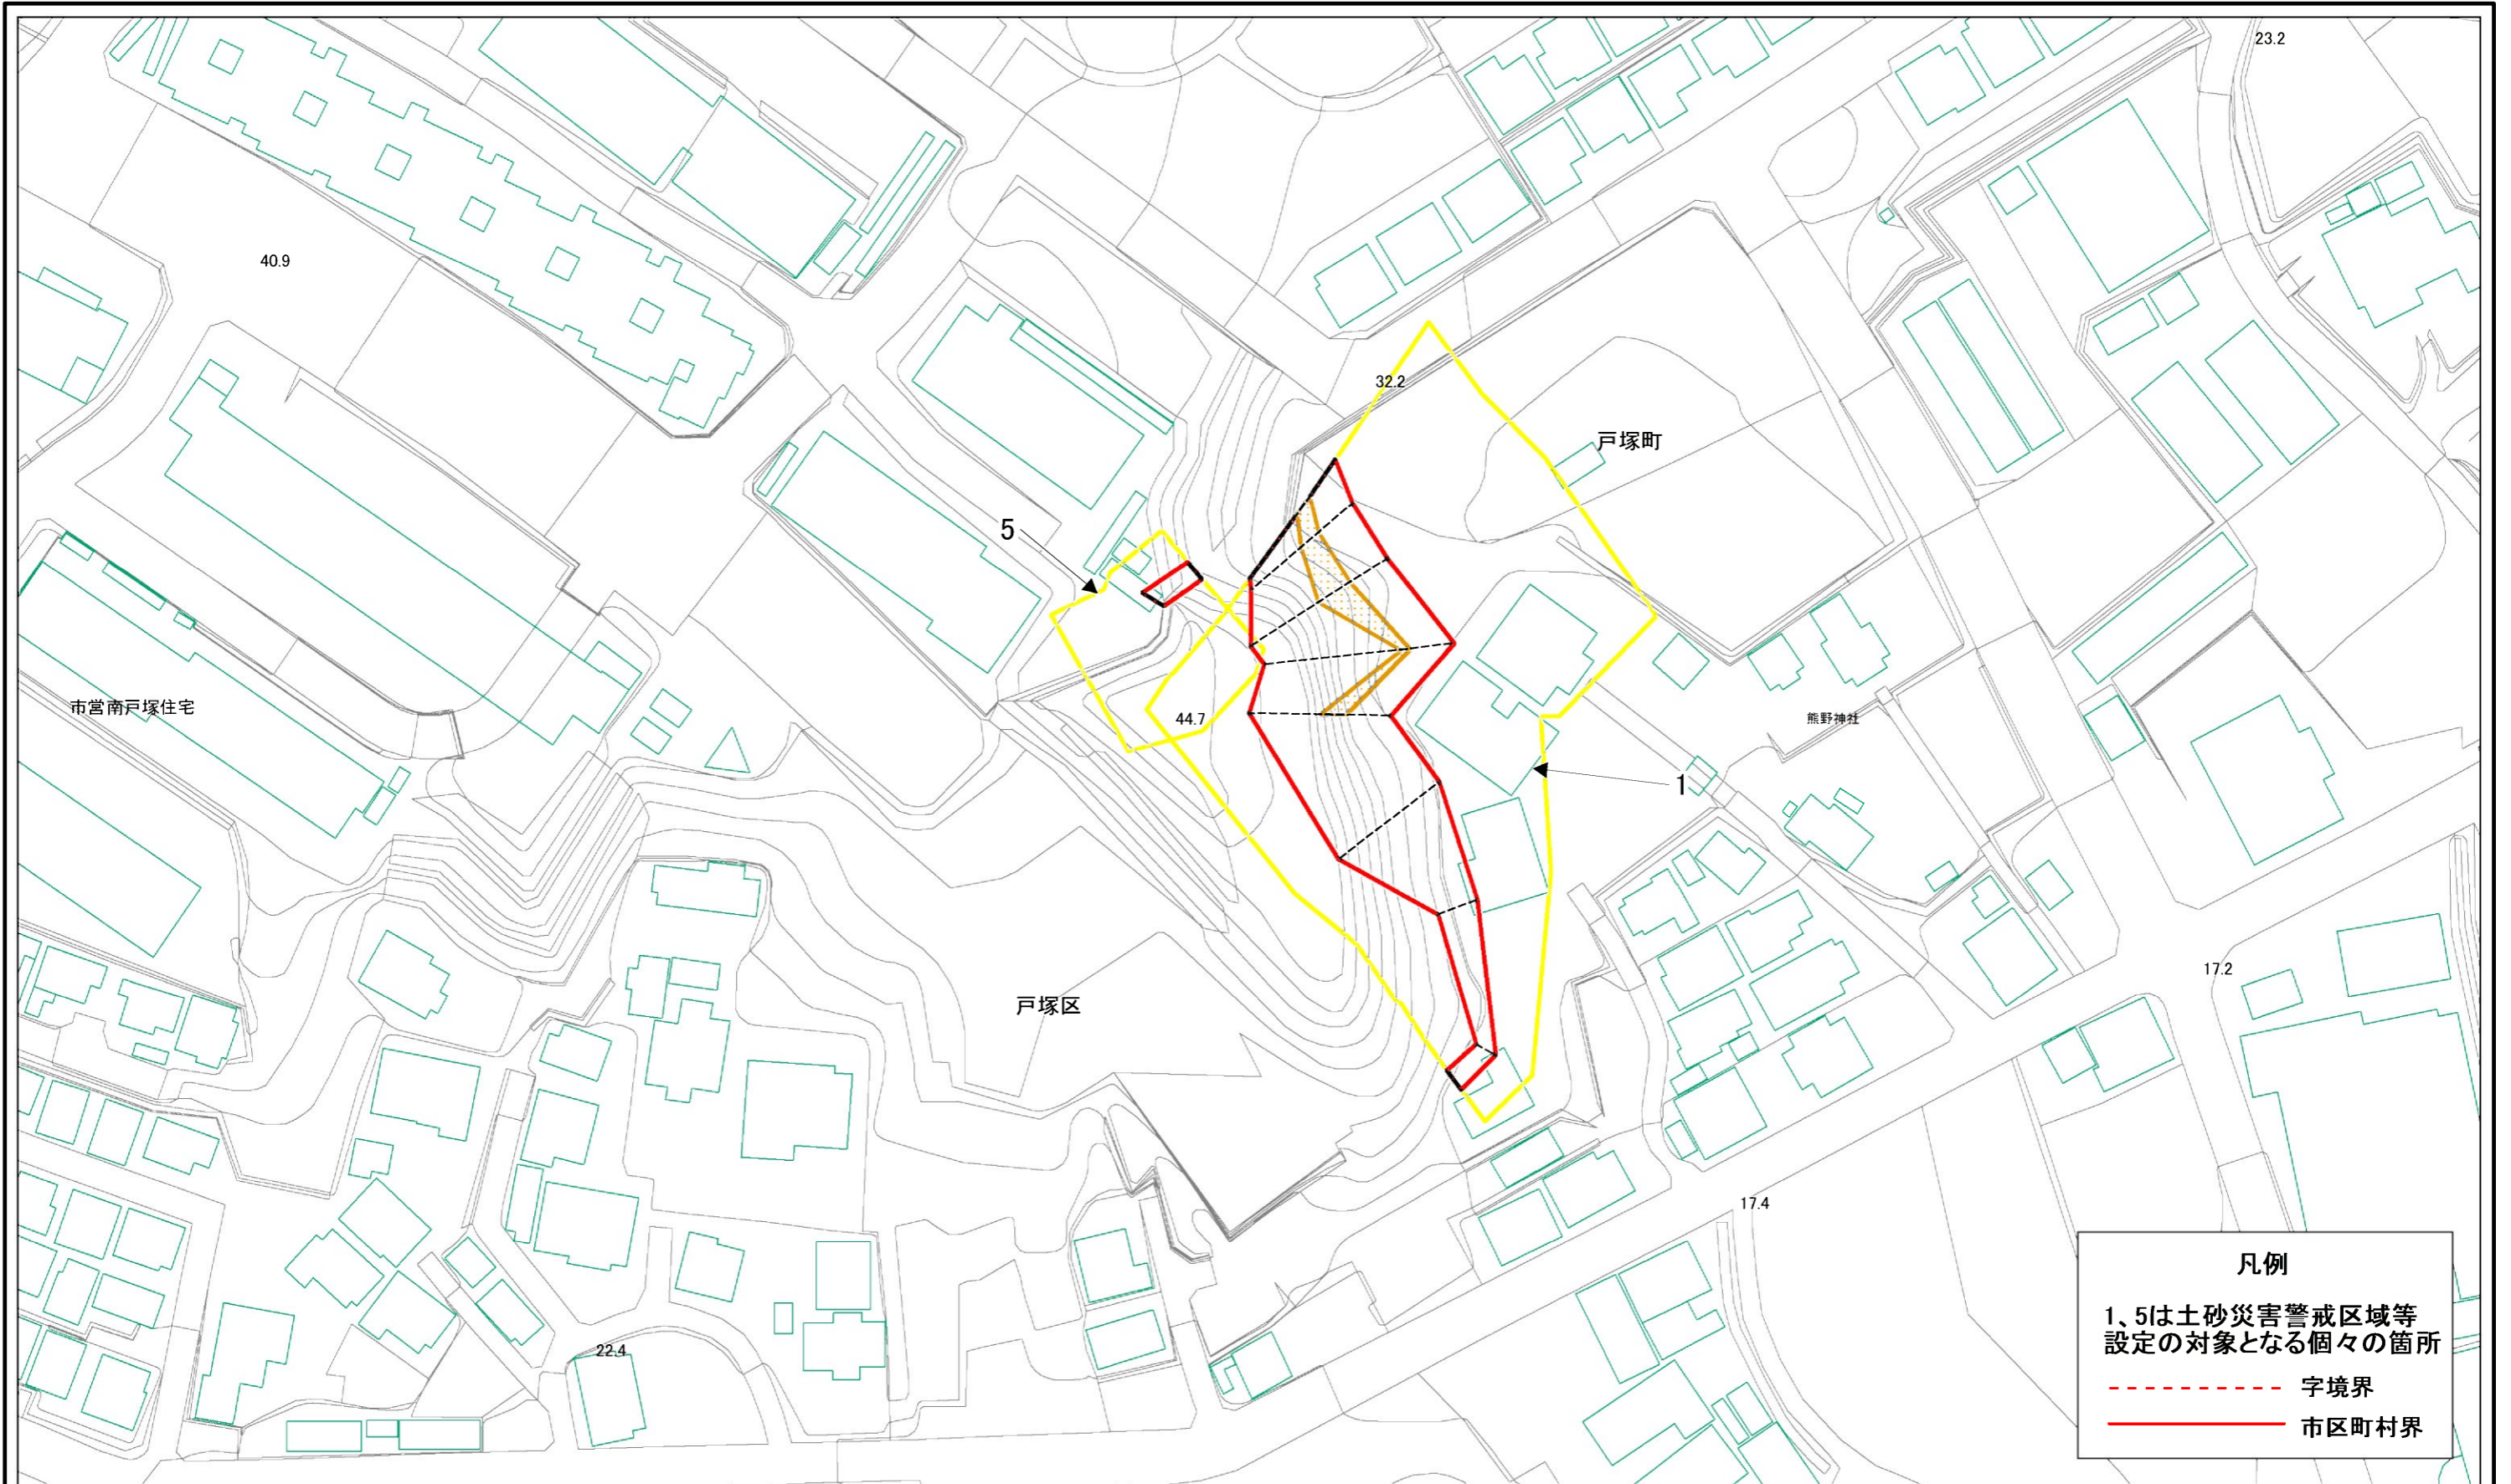 23.2
40.9
32.2
戸塚町
5
市営南戸塚住宅
44.7
熊野神社
1
17.2
戸塚区
17.4
22.4
凡例
1、5は土砂災害警戒区域等
設定の対象となる個々の箇所
字境界
市区町村界